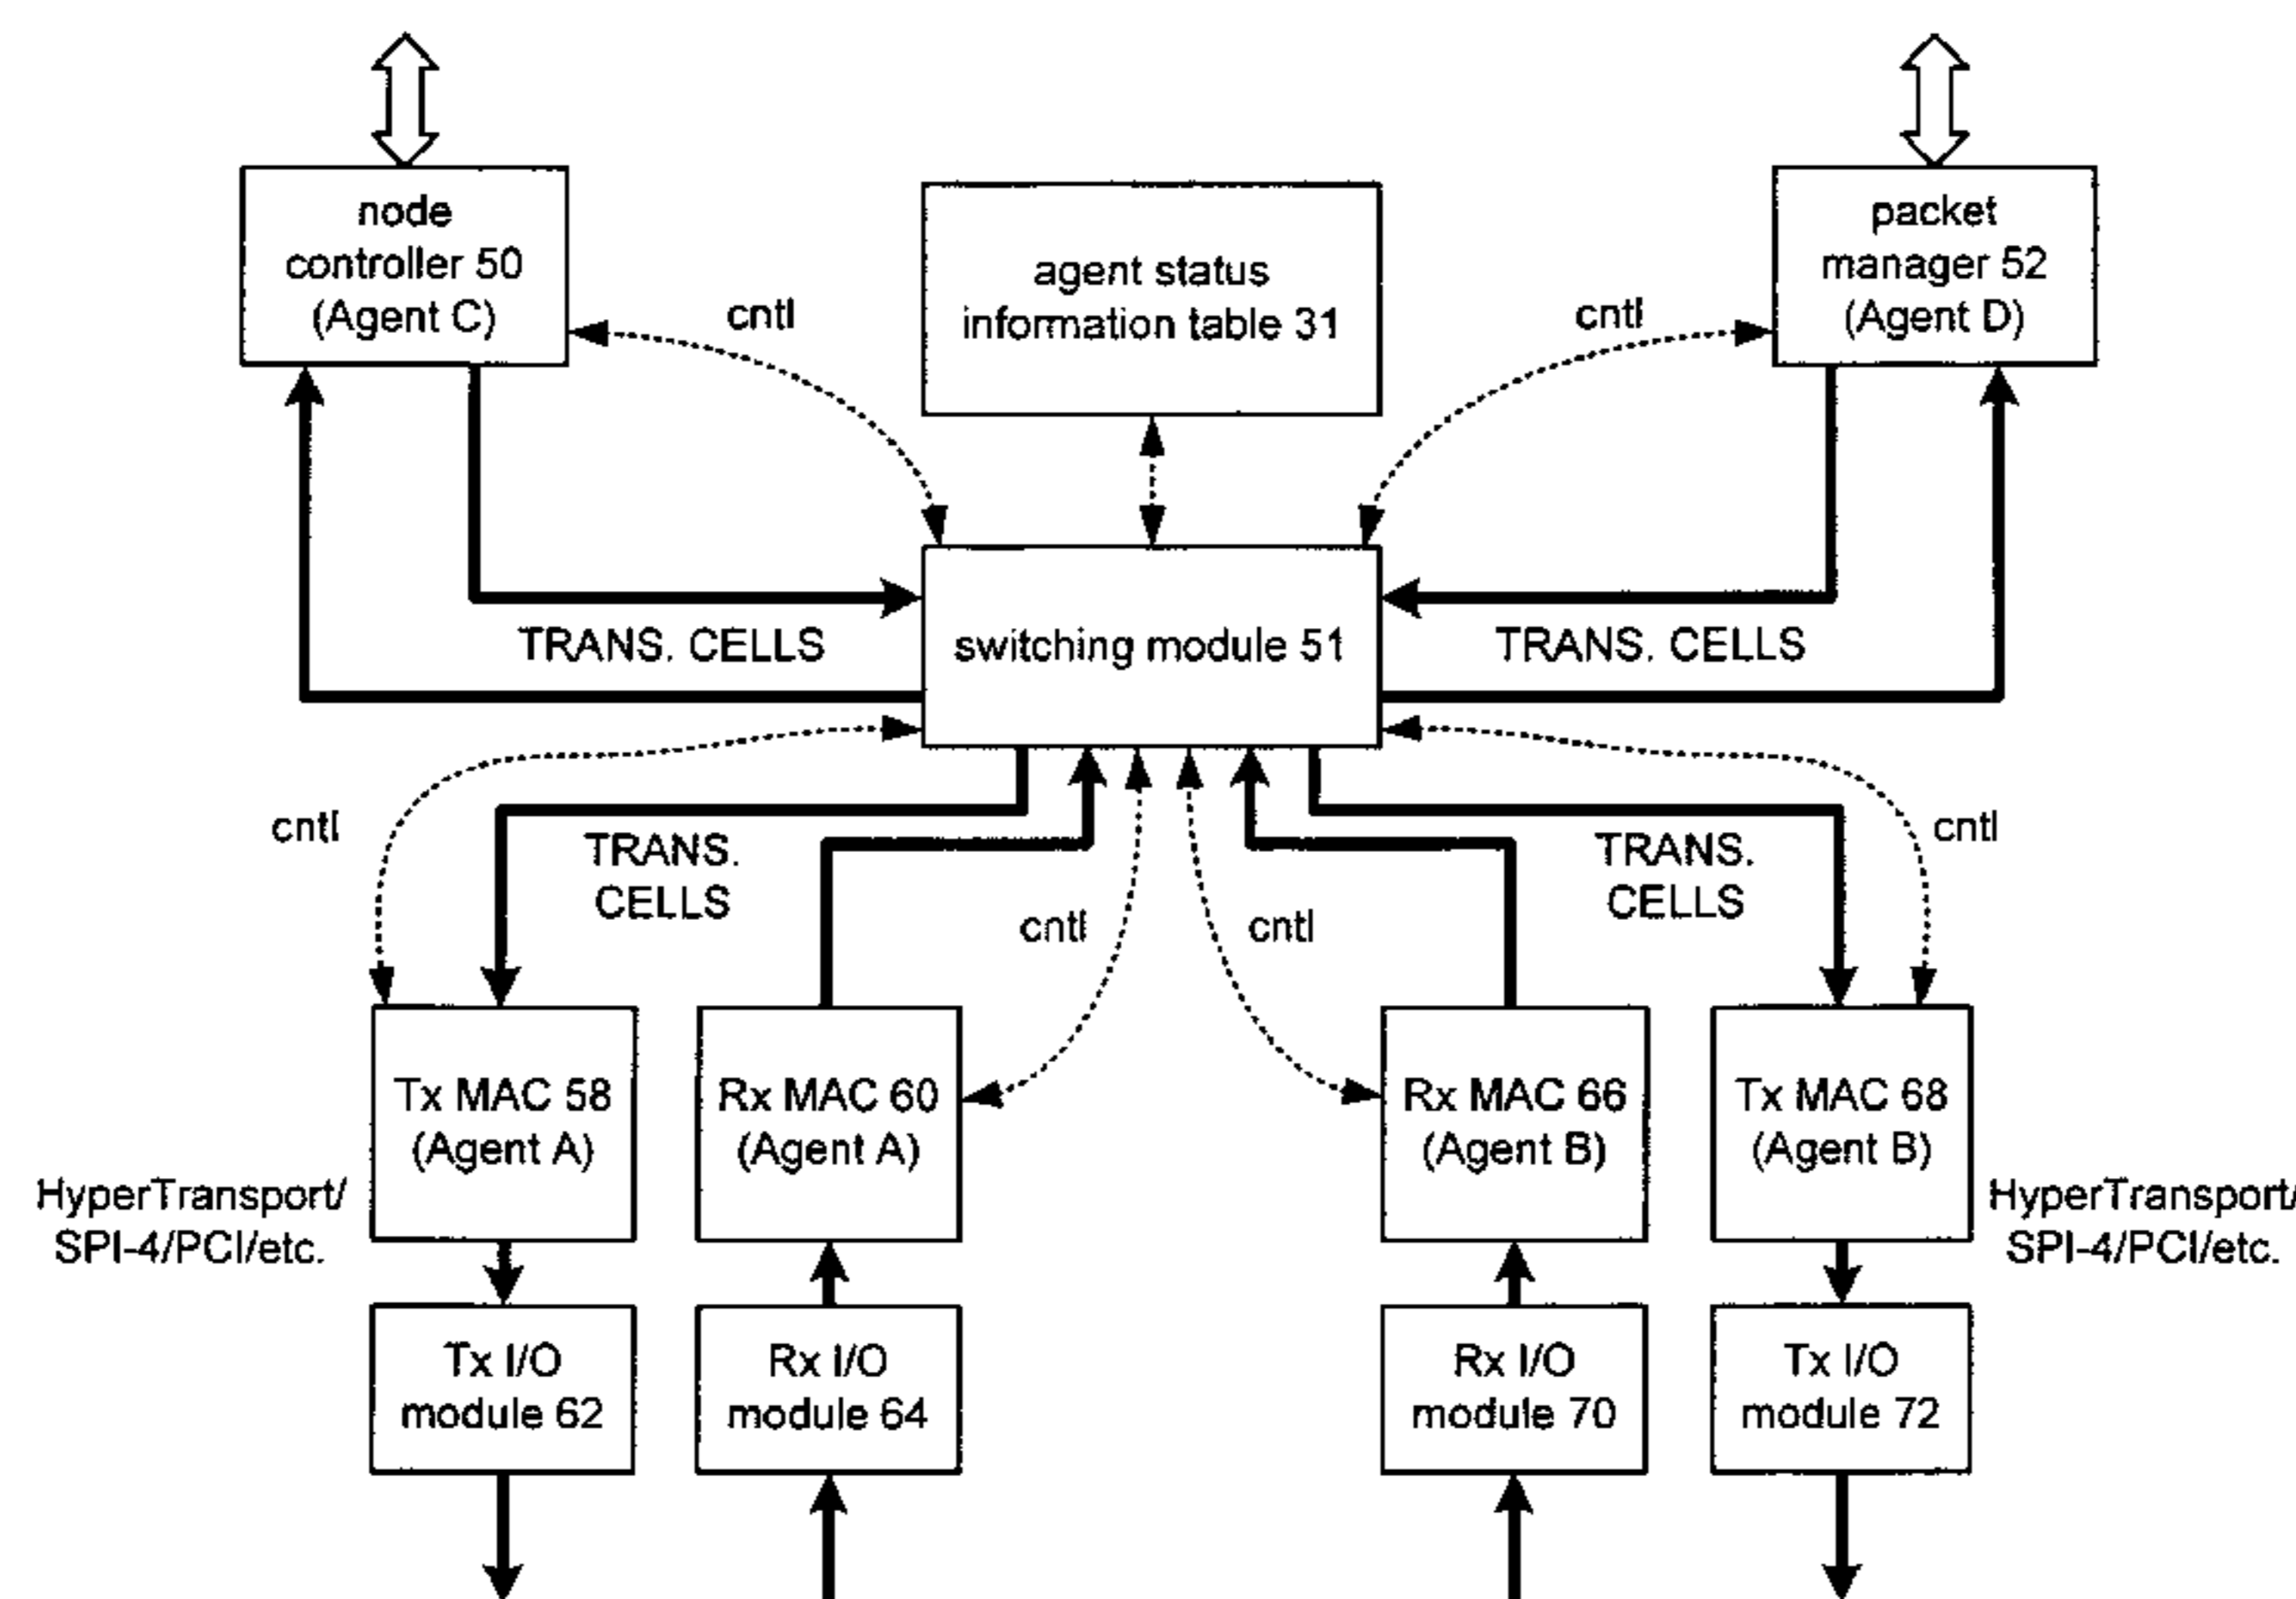 node
controller 50
(Agent C)
agent status
information table 31
packet
manager 52
(Agent D)
cntl
cntl
TRANS. CELLS
switching module 51
TRANS. CELLS
cntl
TRANS.
CELLS
cntl
cntl
TRANS.
CELLS
cntl
Tx MAC 58
(Agent A)
Rx MAC 60
(Agent A)
Rx MAC 66
(Agent B)
Tx MAC 68
(Agent B)
HyperTransport/
SPI-4/PCI/etc.
HyperTransport/
SPI-4/PCI/etc.
Tx I/O
module 62
Rx I/O
module 64
Rx I/O
module 70
Tx I/O
module 72